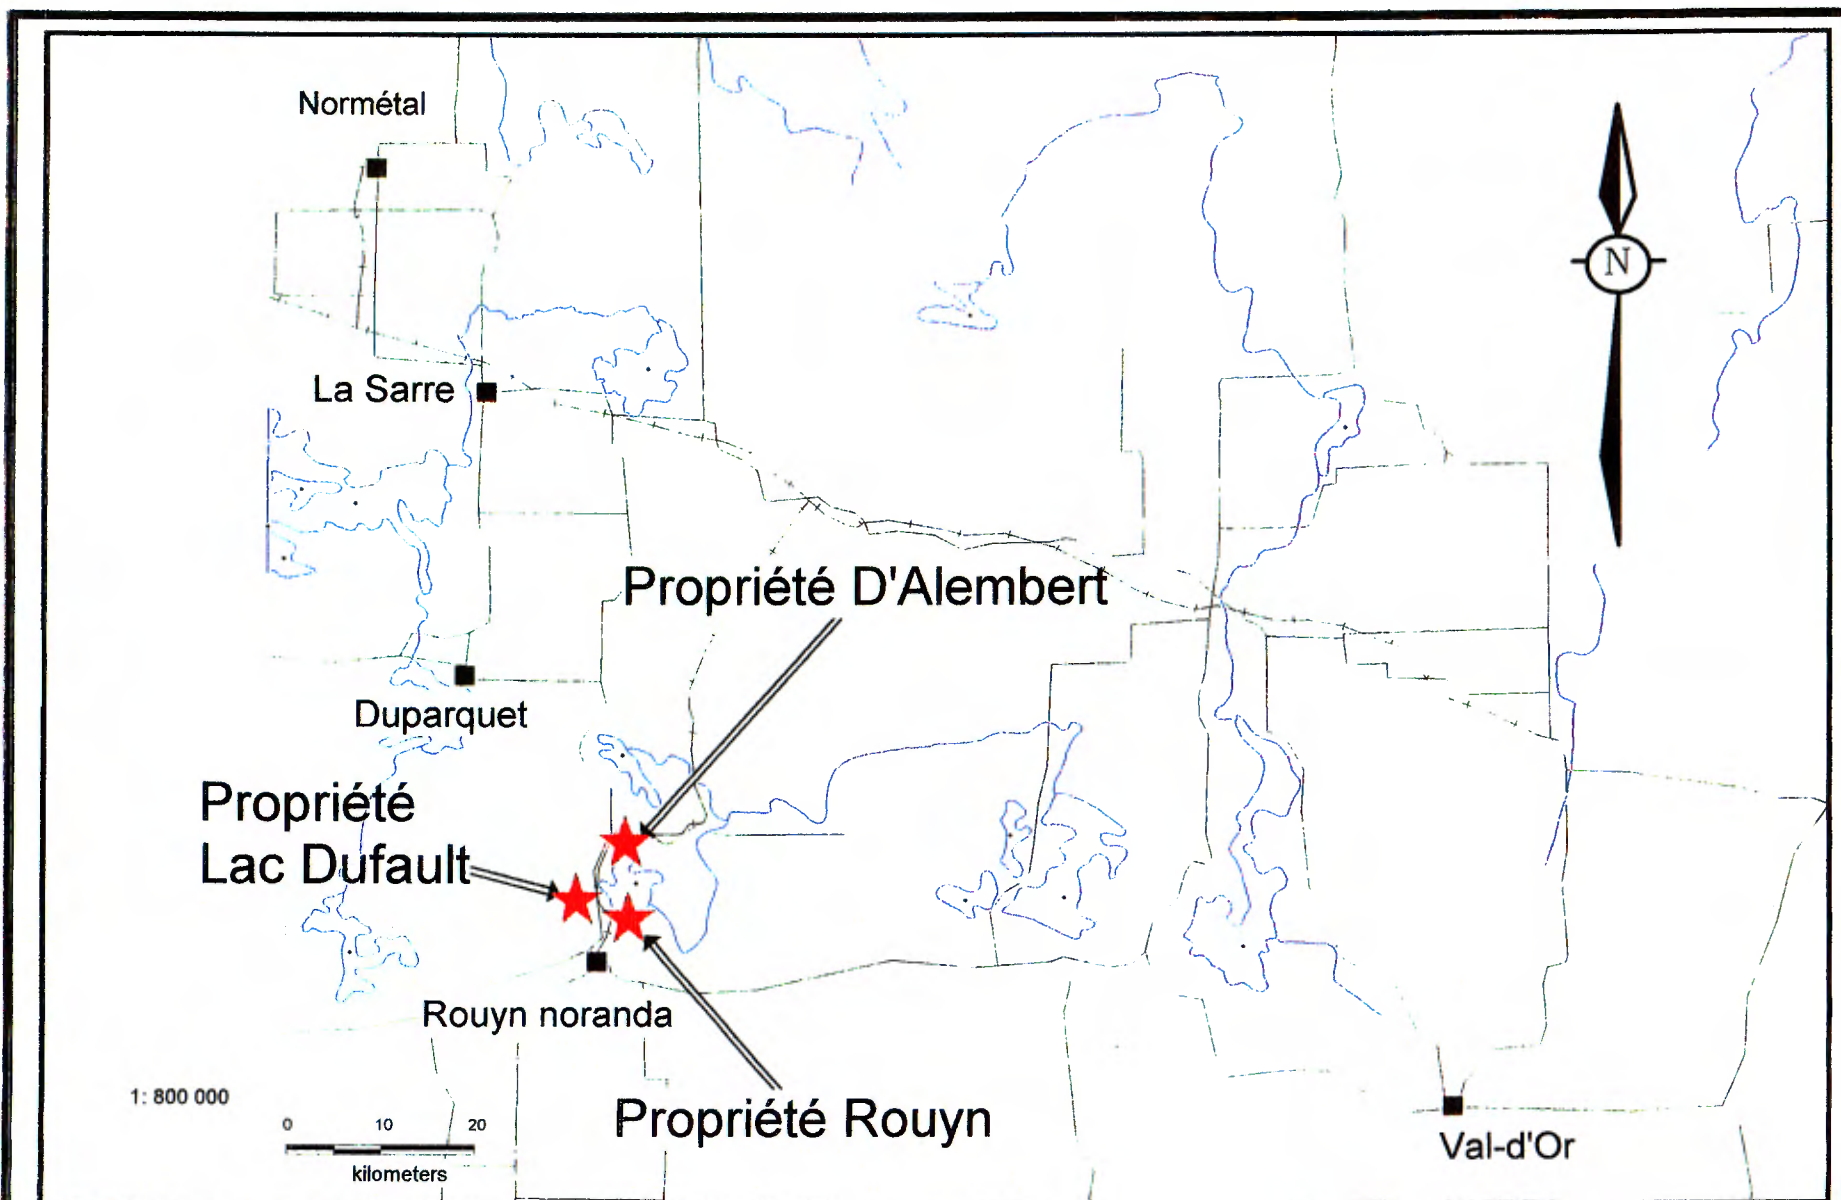 Normétal
N
La Sarre
Propriété D'Alembert
Duparquet
Propriété
Lac Dufault
Rouyn noranda
1: 800 000
0 10 20
kilometers
Propriété Rouyn
Val-d'Or